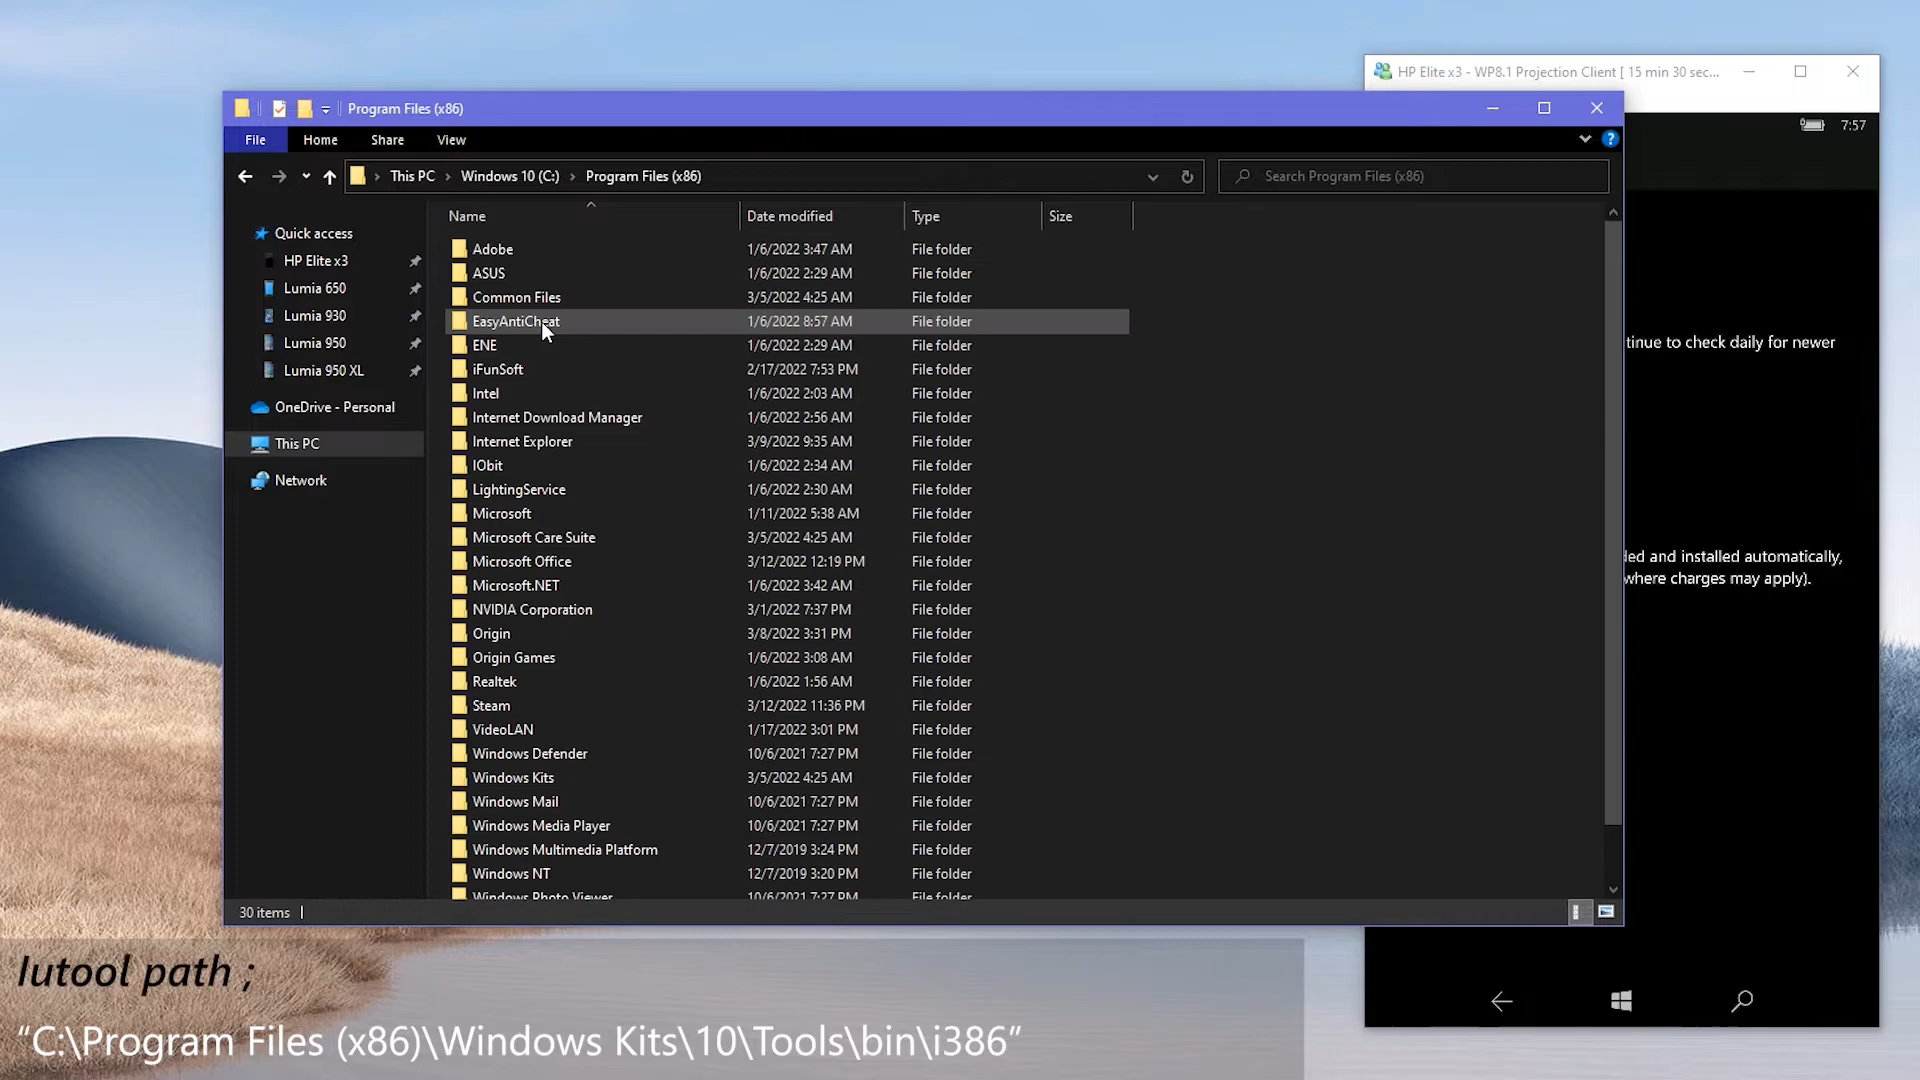 HP Elite x3 - WP8.1 Projection Client [ 15 min 30 sec...
7:57
Program Files (x86)
File
Home
Share
View
?
This PC
Windows 10 (C:)
Program Files (x86)
Search Program Files (x86)
Name
Date modified
Type
Size
Quick access
HP Elite x3
Lumia 650
Lumia 930
Lumia 950
Lumia 950 XL
OneDrive - Personal
This PC
Network
Adobe 1/6/2022 3:47 AM File folder
ASUS 1/6/2022 2:29 AM File folder
Common Files 3/5/2022 4:25 AM File folder
EasyAntiCheat 1/6/2022 8:57 AM File folder
ENE 1/6/2022 2:29 AM File folder
iFunSoft 2/17/2022 7:53 PM File folder
Intel 1/6/2022 2:03 AM File folder
Internet Download Manager 1/6/2022 2:56 AM File folder
Internet Explorer 3/9/2022 9:35 AM File folder
IObit 1/6/2022 2:34 AM File folder
LightingService 1/6/2022 2:30 AM File folder
Microsoft 1/11/2022 5:38 AM File folder
Microsoft Care Suite 3/5/2022 4:25 AM File folder
Microsoft Office 3/12/2022 12:19 PM File folder
Microsoft.NET 1/6/2022 3:42 AM File folder
NVIDIA Corporation 3/1/2022 7:37 PM File folder
Origin 3/8/2022 3:31 PM File folder
Origin Games 1/6/2022 3:08 AM File folder
Realtek 1/6/2022 1:56 AM File folder
Steam 3/12/2022 11:36 PM File folder
VideoLAN 1/17/2022 3:01 PM File folder
Windows Defender 10/6/2021 7:27 PM File folder
Windows Kits 3/5/2022 4:25 AM File folder
Windows Mail 10/6/2021 7:27 PM File folder
Windows Media Player 10/6/2021 7:27 PM File folder
Windows Multimedia Platform 12/7/2019 3:24 PM File folder
Windows NT 12/7/2019 3:20 PM File folder
Windows Photo Viewer 10/6/2021 7:27 PM File folder
30 items
tinue to check daily for newer
ded and installed automatically,
where charges may apply).
Iutool path ;
“C:\Program Files (x86)\Windows Kits\10\Tools\bin\i386”